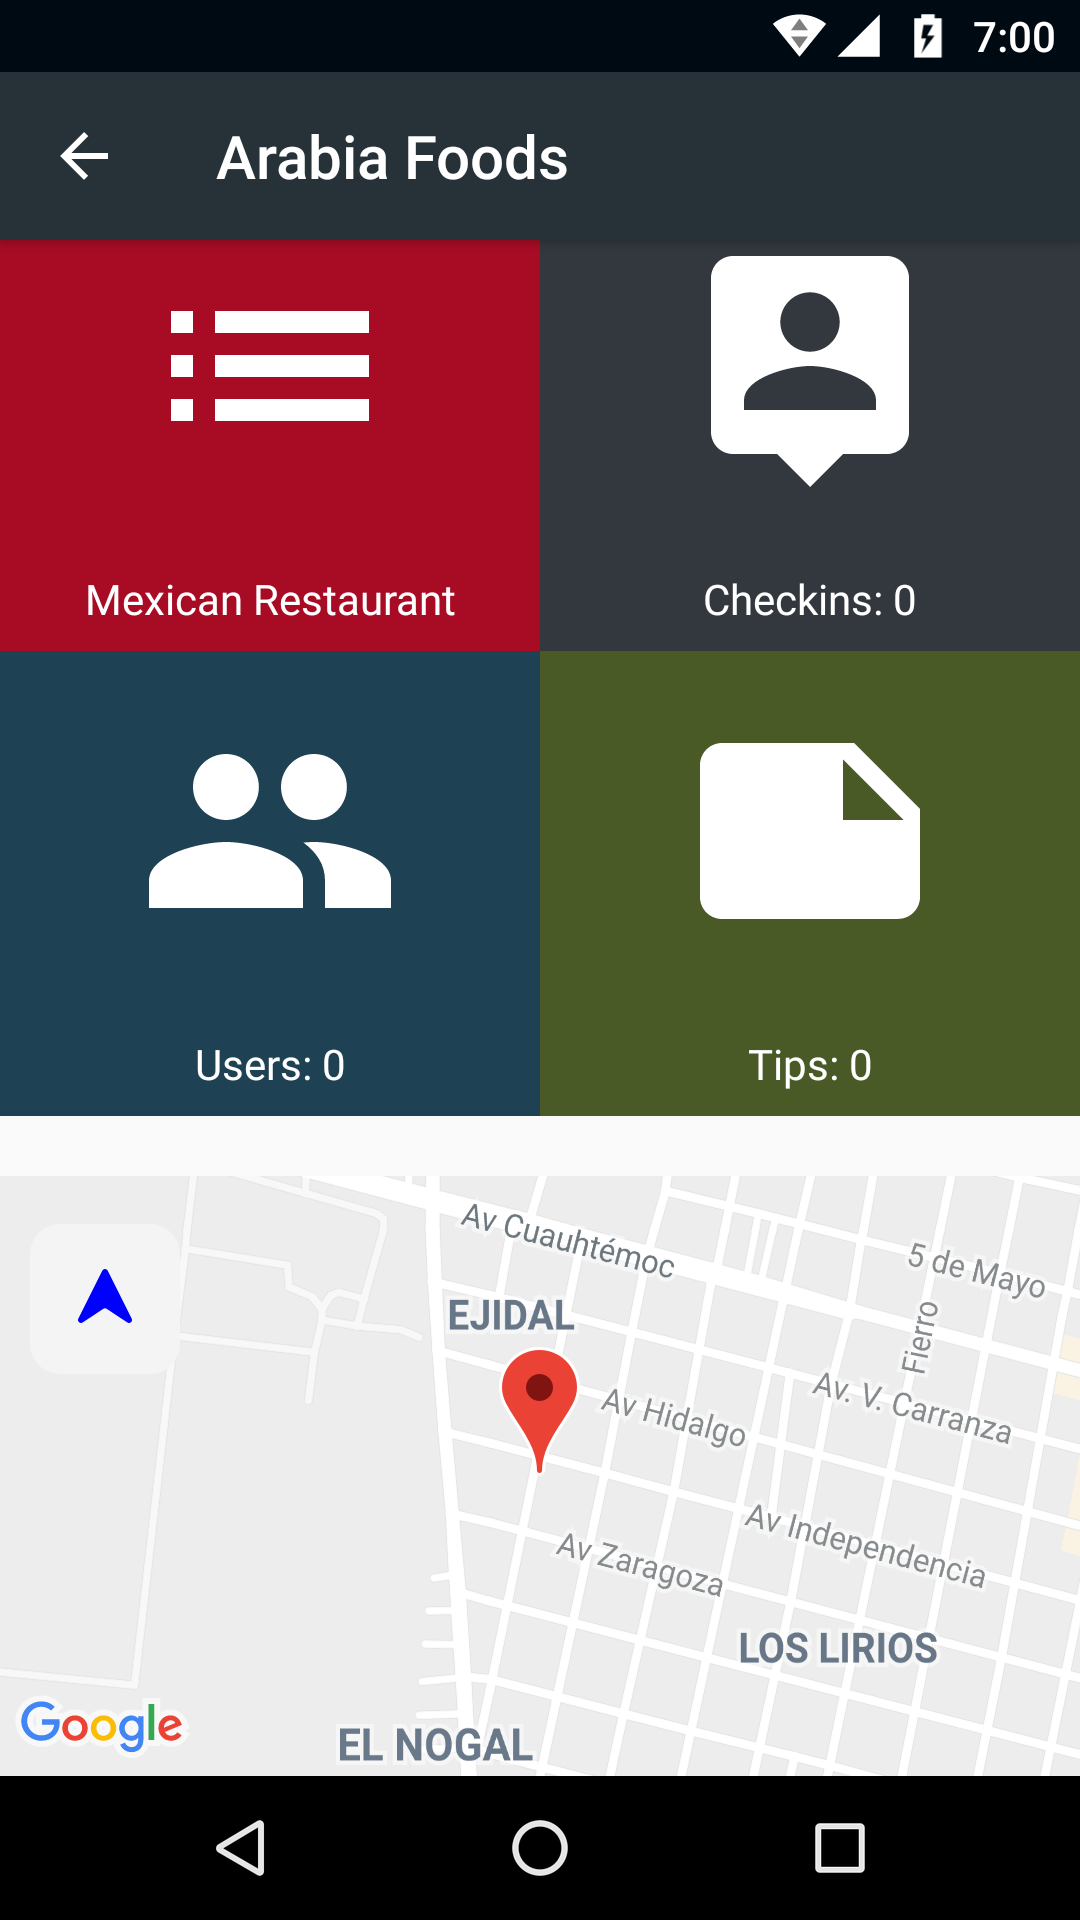 7:00
Arabia Foods
Mexican Restaurant
Checkins: 0
Users: 0
Tips: 0
Av Cuauhtémoc
5 de Mayo
EJIDAL
Fierro
Av Hidalgo
Av. V. Carranza
Av Independencia
Av Zaragoza
LOS LIRIOS
Google
EL NOGAL